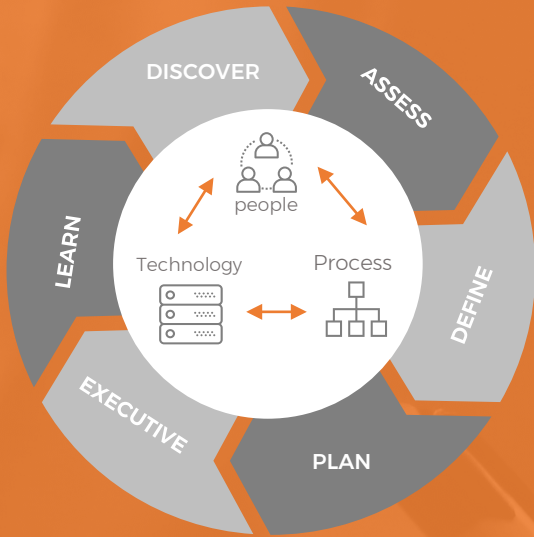 DISCOVER
ASSESS
DEFINE
PLAN
EXECUTIVE
LEARN
people
Technology
Process